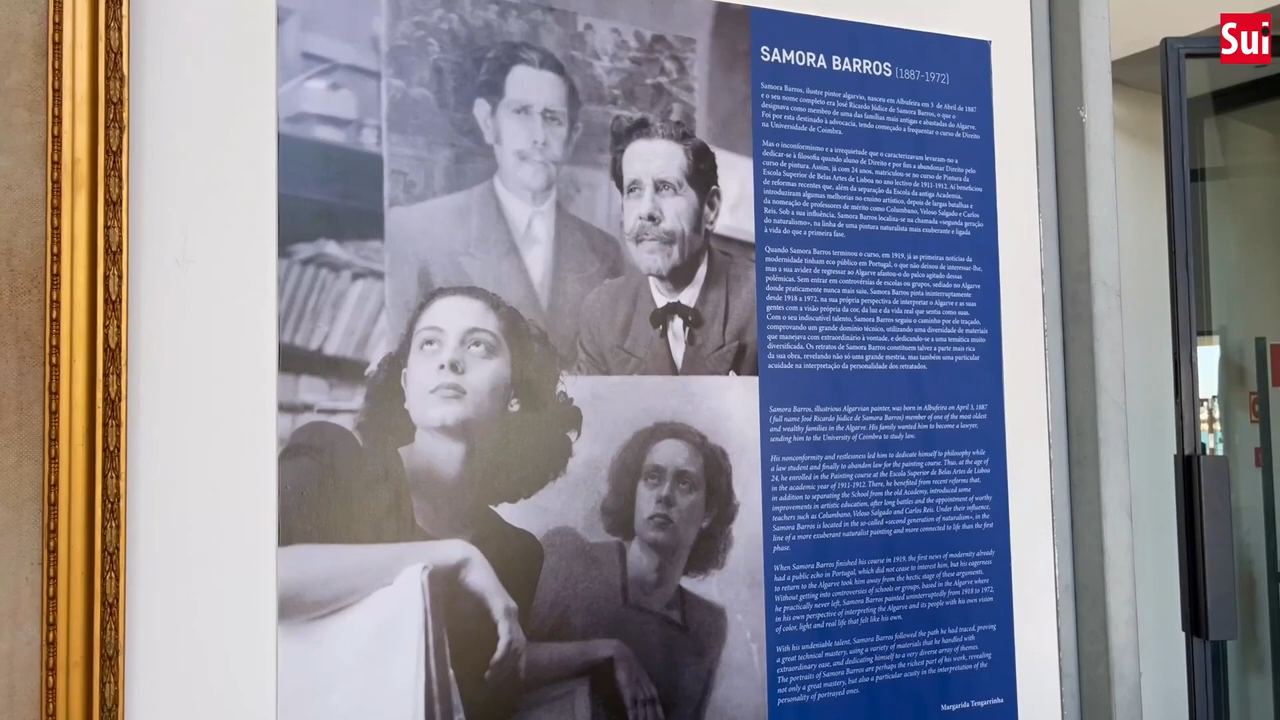 Sui
SAMORA BARROS (1887-1972)
Samora Barros, ilustre pintor algarvio, nasceu em Albufeira em 3 de Abril de 1887
e o seu nome completo era José Ricardo Júdice de Samora Barros, o que o
designava como membro de uma das famílias mais antigas e abastadas do Algarve.
Foi por esta destinado à advocacia, tendo começado a frequentar o curso de Direito
na Universidade de Coimbra.
Mas o inconformismo e a irrequietude que o caracterizavam levaram-no a
dedicar-se à filosofia quando aluno de Direito e por fim a abandonar Direito pelo
curso de pintura. Assim, já com 24 anos, matriculou-se no curso de Pintura da
Escola Superior de Belas Artes de Lisboa no ano lectivo de 1911-1912. Aí beneficiou
de reformas recentes que, além da separação da Escola da antiga Academia,
introduziram algumas melhorias no ensino artístico, depois de largas batalhas e
da nomeação de professores de mérito como Columbano, Veloso Salgado e Carlos
Reis. Sob a sua influência, Samora Barros localiza-se na chamada «segunda geração
do naturalismo», na linha de uma pintura naturalista mais exuberante e ligada
à vida do que a primeira fase.
Quando Samora Barros terminou o curso, em 1919, já as primeiras notícias da
modernidade tinham eco público em Portugal, o que não deixou de interessar-lhe,
mas a sua avidez de regressar ao Algarve afastou-o do palco agitado dessas
polémicas. Sem entrar em controvérsias de escolas ou grupos, sediado no Algarve
donde praticamente nunca mais saiu, Samora Barros pinta ininterruptamente
desde 1918 a 1972, na sua própria perspectiva de interpretar o Algarve e as suas
gentes com a visão própria da cor, da luz e da vida real que sentia como suas.
Com o seu indiscutível talento, Samora Barros seguiu o caminho por ele traçado,
comprovando um grande domínio técnico, utilizando uma diversidade de materiais
que manejava com extraordinário à vontade, e dedicando-se a uma temática muito
diversificada. Os retratos de Samora Barros constituem talvez a parte mais rica
da sua obra, revelando não só uma grande mestria, mas também uma particular
acuidade na interpretação da personalidade dos retratados.
Samora Barros, illustrious Algarvian painter, was born in Albufeira on April 3, 1887
( full name José Ricardo Júdice de Samora Barros) member of one of the most oldest
and wealthy families in the Algarve. His family wanted him to become a lawyer,
sending him to the University of Coimbra to study law.
His nonconformity and restlessness led him to dedicate himself to philosophy while
a law student and finally to abandon law for the painting course. Thus, at the age of
24, he enrolled in the Painting course at the Escola Superior de Belas Artes de Lisboa
in the academic year of 1911-1912. There, he benefited from recent reforms that,
in addition to separating the School from the old Academy, introduced some
improvements in artistic education, after long battles and the appointment of worthy
teachers such as Columbano, Veloso Salgado and Carlos Reis. Under their influence,
Samora Barros is located in the so-called «second generation of naturalism», in the
line of a more exuberant naturalist painting and more connected to life than the first
phase.
When Samora Barros finished his course in 1919, the first news of modernity already
had a public echo in Portugal, which did not cease to interest him, but his eagerness
to return to the Algarve took him away from the hectic stage of these arguments.
Without getting into controversies of schools or groups, based in the Algarve where
he practically never left, Samora Barros painted uninterruptedly from 1918 to 1972,
in his own perspective of interpreting the Algarve and its people with his own vision
of color, light and real life that felt like his own.
With his undeniable talent, Samora Barros followed the path he had traced, proving
a great technical mastery, using a variety of materials that he handled with
extraordinary ease, and dedicating himself to a very diverse array of themes.
The portraits of Samora Barros are perhaps the richest part of his work, revealing
not only a great mastery, but also a particular acuity in the interpretation of the
personality of portrayed ones.
Margarida Tengarrinha